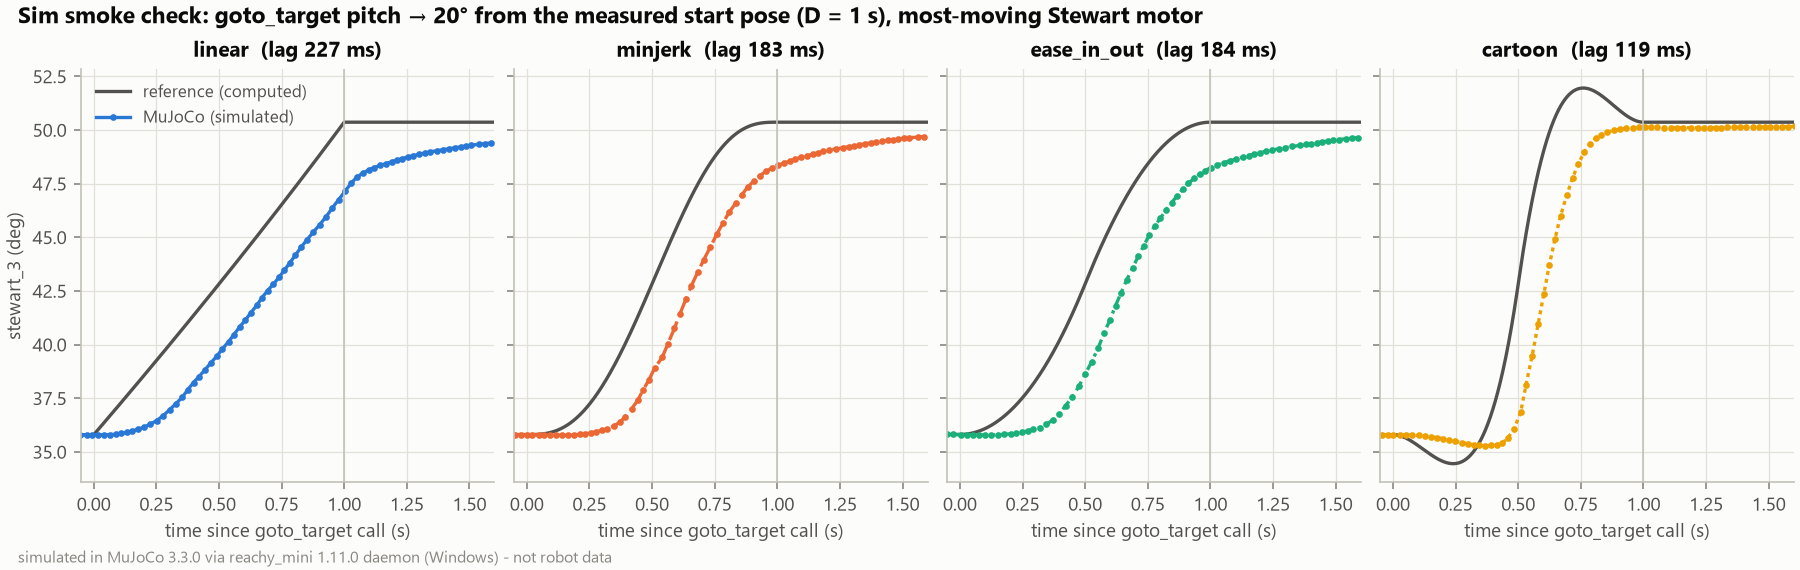 Sim smoke check: goto_target pitch → 20° from the measured start pose (D = 1 s), most-moving Stewart motor
linear (lag 227 ms)
minjerk (lag 183 ms)
ease_in_out (lag 184 ms)
cartoon (lag 119 ms)
reference (computed)
MuJoCo (simulated)
stewart_3 (deg)
52.5
50.0
47.5
45.0
42.5
40.0
37.5
35.0
0.00 0.25 0.50 0.75 1.00 1.25 1.50
0.00 0.25 0.50 0.75 1.00 1.25 1.50
0.00 0.25 0.50 0.75 1.00 1.25 1.50
0.00 0.25 0.50 0.75 1.00 1.25 1.50
time since goto_target call (s)
time since goto_target call (s)
time since goto_target call (s)
time since goto_target call (s)
simulated in MuJoCo 3.3.0 via reachy_mini 1.11.0 daemon (Windows) - not robot data